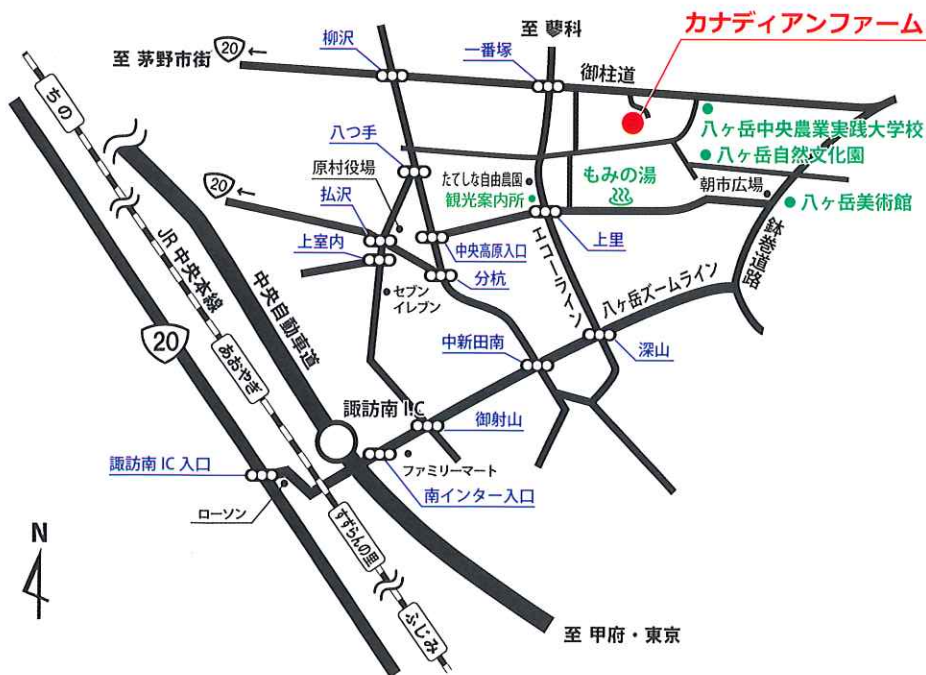 カナディアンファーム
至 蓼科
柳沢
一番塚
20
至 茅野市街
御柱道
ちの
八ヶ岳中央農業実践大学校
八つ手
八ヶ岳自然文化園
原村役場
たてしな自由農園
もみの湯
朝市広場
20
払沢
観光案内所
八ヶ岳美術館
上室内
中央高原入口
上里
鉢巻道路
JR中央本線
中央自動車道
エコーライン
分杭
セブン
イレブン
八ヶ岳ズームライン
20
あおやぎ
中新田南
深山
諏訪南 I.C
御射山
諏訪南 IC 入口
ファミリーマート
ローソン
南インター入口
すずらんの里
N
ふじみ
至 甲府・東京